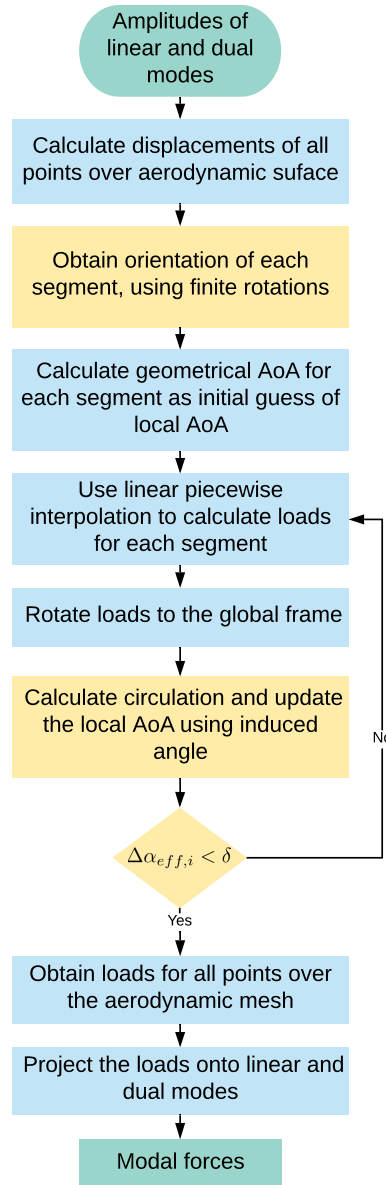 Amplitudes of
linear and dual
modes
Calculate displacements of all
points over aerodynamic suface
Obtain orientation of each
segment, using finite rotations
Calculate geometrical AoA for
each segment as initial guess of
local AoA
Use linear piecewise
interpolation to calculate loads
for each segment
Rotate loads to the global frame
Calculate circulation and update
the local AoA using induced
angle
No
Δα_{eff,i} < δ
Yes
Obtain loads for all points over
the aerodynamic mesh
Project the loads onto linear and
dual modes
Modal forces